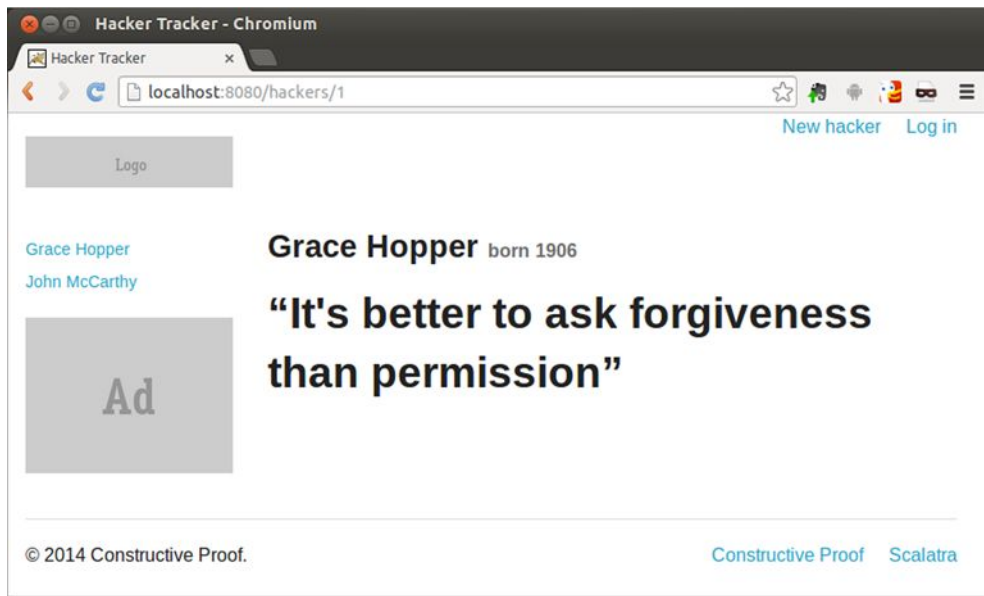 Hacker Tracker - Chromium
Hacker Tracker
localhost:8080/hackers/1
New hacker Log in
Logo
Grace Hopper
John McCarthy
Ad
Grace Hopper born 1906
“It's better to ask forgiveness
than permission”
© 2014 Constructive Proof.
Constructive Proof Scalatra